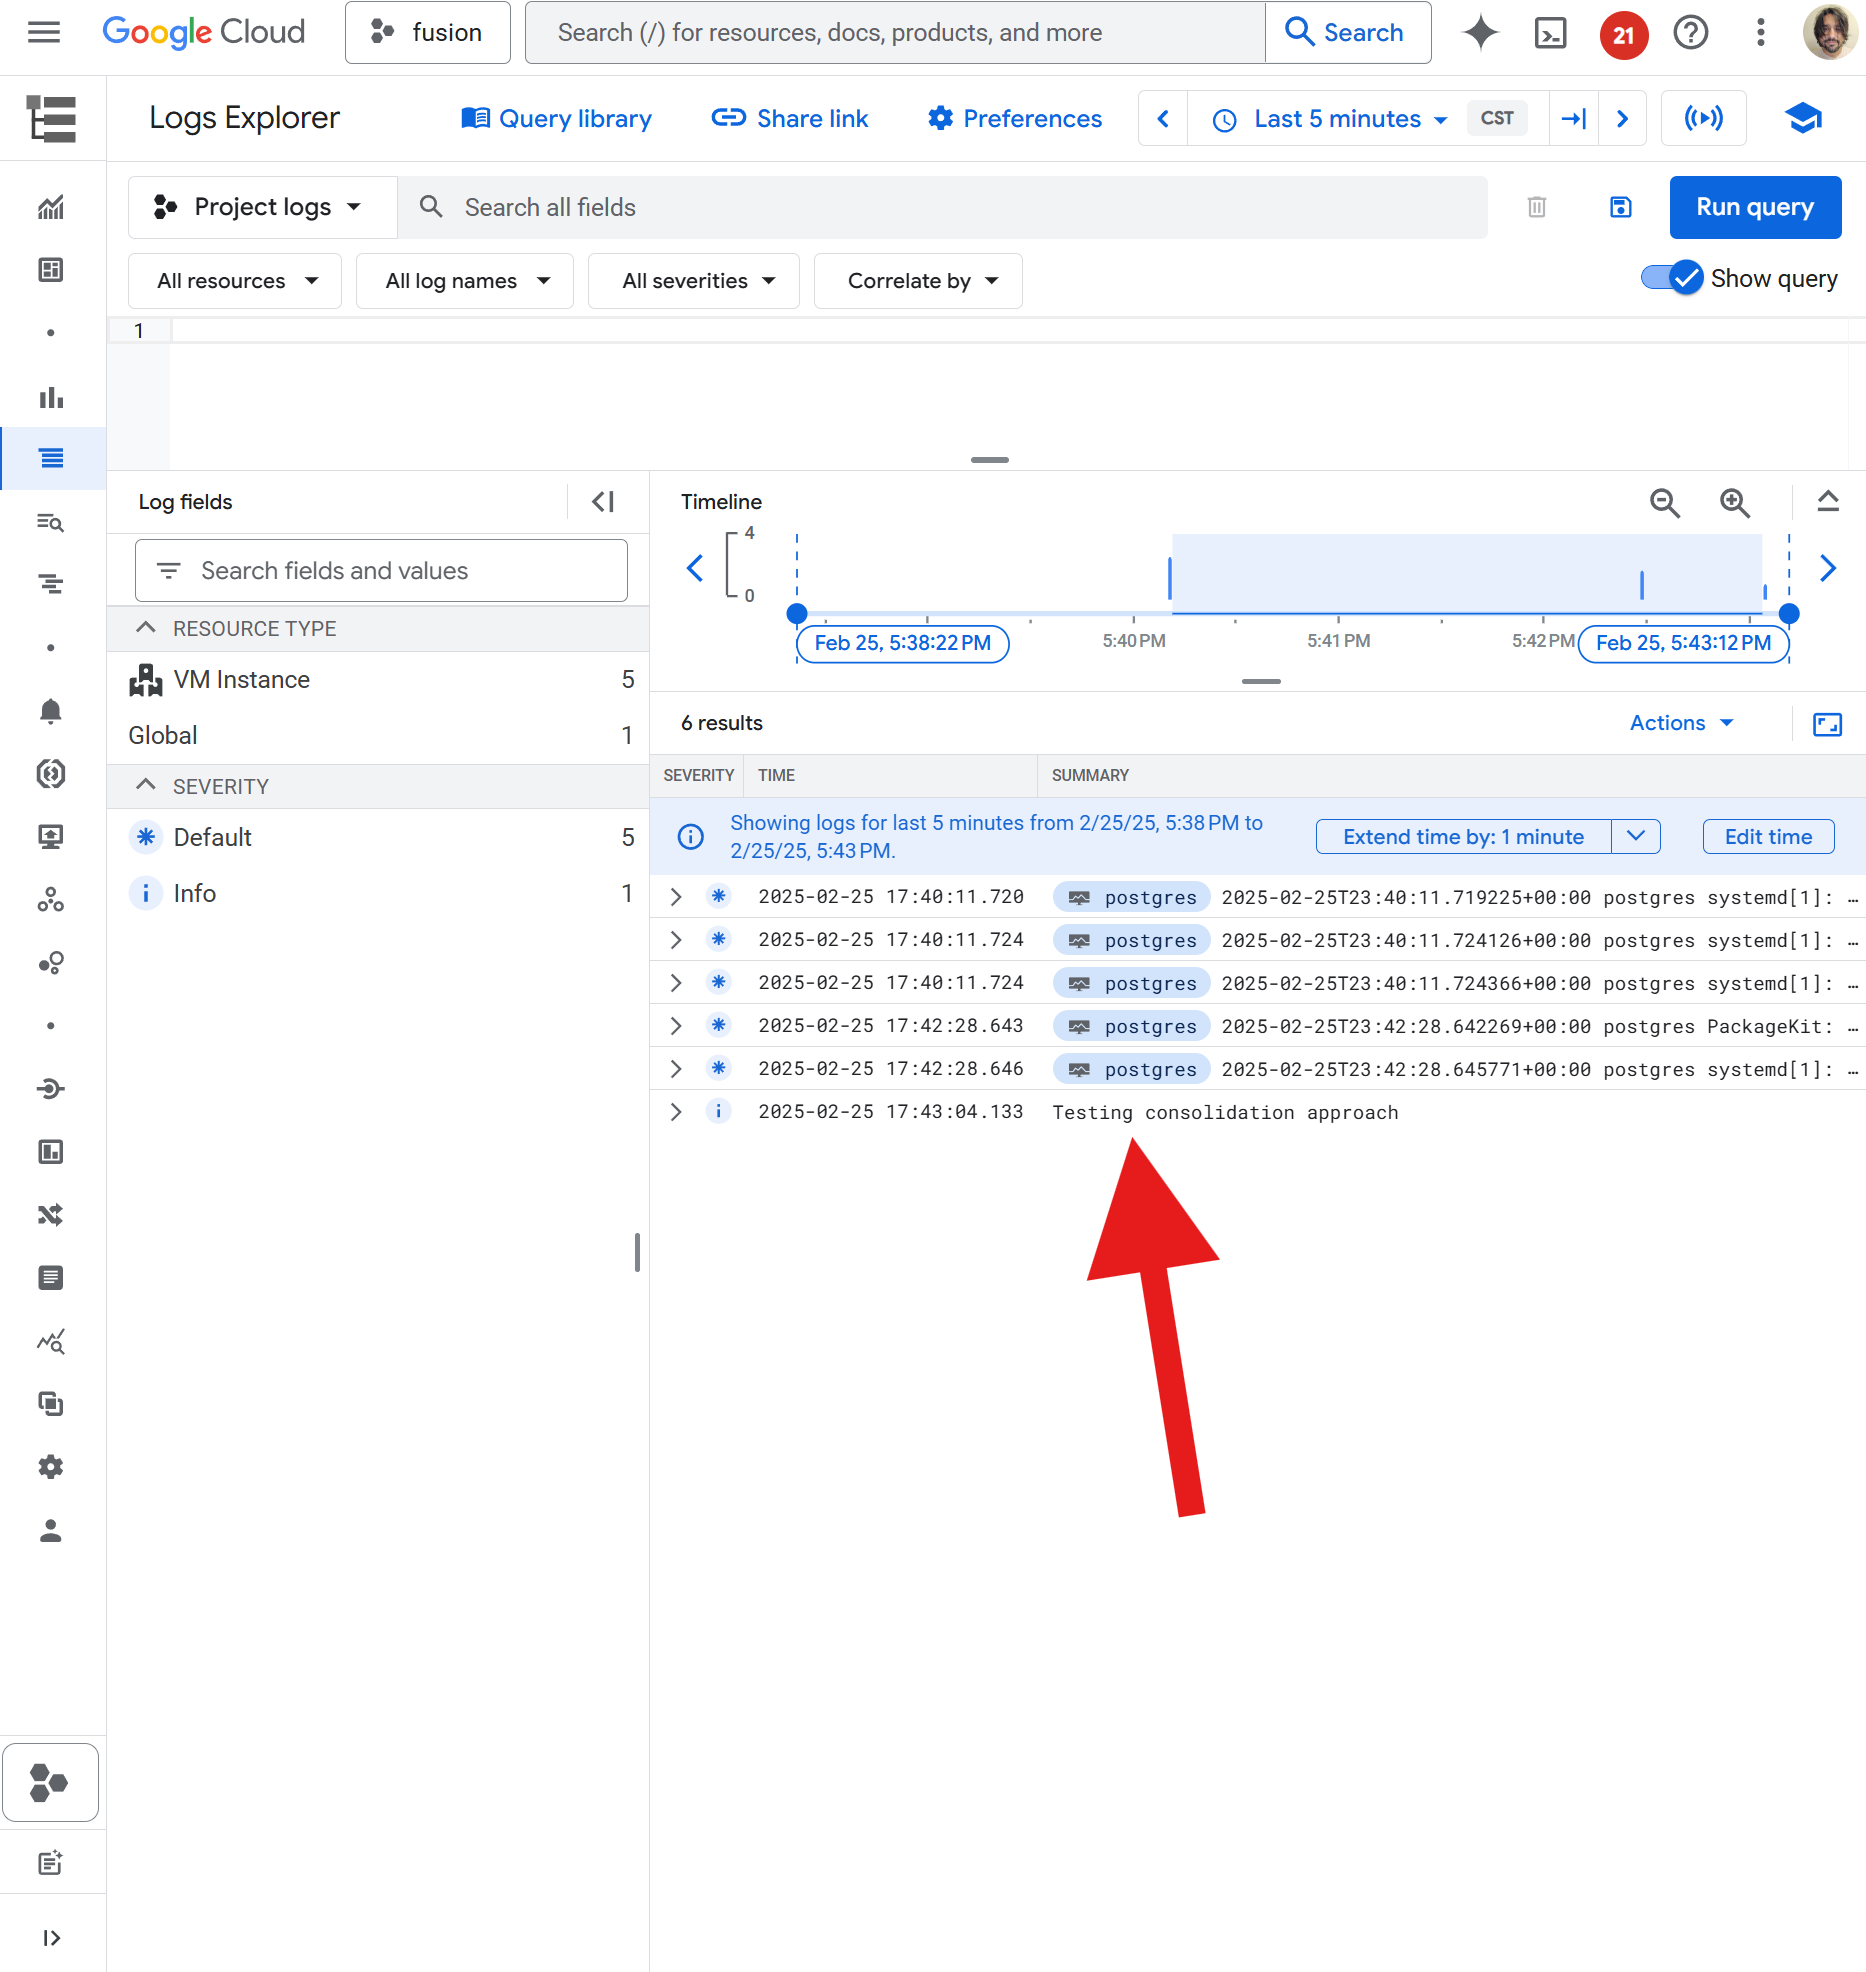 Google Cloud fusion Search (/) for resources, docs, products, and more Search 21
Logs Explorer Query library Share link Preferences Last 5 minutes CST
Project logs Search all fields Run query
All resources All log names All severities Correlate by Show query
1
Log fields
Search fields and values
RESOURCE TYPE
VM Instance 5
Global 1
SEVERITY
Default 5
Info 1
Timeline
4
0
Feb 25, 5:38:22 PM 5:40 PM 5:41 PM 5:42 PM Feb 25, 5:43:12 PM
6 results Actions
SEVERITY TIME SUMMARY
Showing logs for last 5 minutes from 2/25/25, 5:38 PM to
2/25/25, 5:43 PM.
Extend time by: 1 minute Edit time
2025-02-25 17:40:11.720 postgres 2025-02-25T23:40:11.719225+00:00 postgres systemd[1]: …
2025-02-25 17:40:11.724 postgres 2025-02-25T23:40:11.724126+00:00 postgres systemd[1]: …
2025-02-25 17:40:11.724 postgres 2025-02-25T23:40:11.724366+00:00 postgres systemd[1]: …
2025-02-25 17:42:28.643 postgres 2025-02-25T23:42:28.642269+00:00 postgres PackageKit: …
2025-02-25 17:42:28.646 postgres 2025-02-25T23:42:28.645771+00:00 postgres systemd[1]: …
2025-02-25 17:43:04.133 Testing consolidation approach